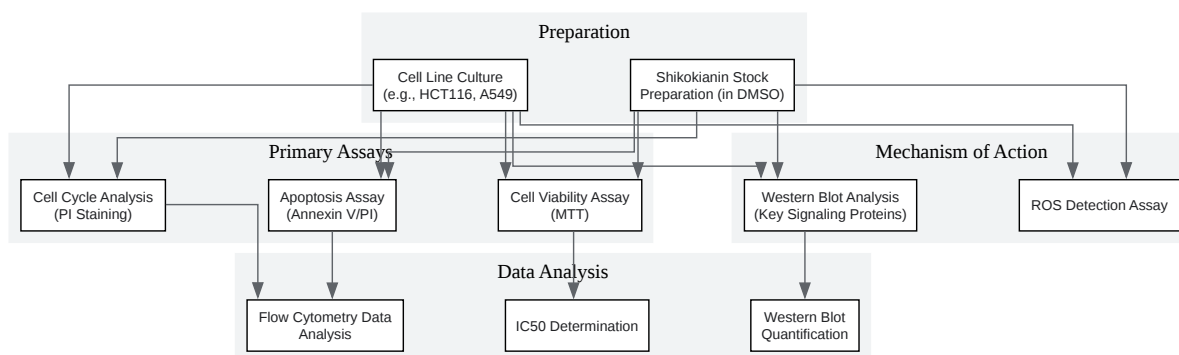 Preparation
Cell Line Culture
(e.g., HCT116, A549)
Shikokianin Stock
Preparation (in DMSO)
Primary Assays
Mechanism of Action
Cell Cycle Analysis
(PI Staining)
Apoptosis Assay
(Annexin V/PI)
Cell Viability Assay
(MTT)
Western Blot Analysis
(Key Signaling Proteins)
ROS Detection Assay
Data Analysis
Flow Cytometry Data
Analysis
IC50 Determination
Western Blot
Quantification